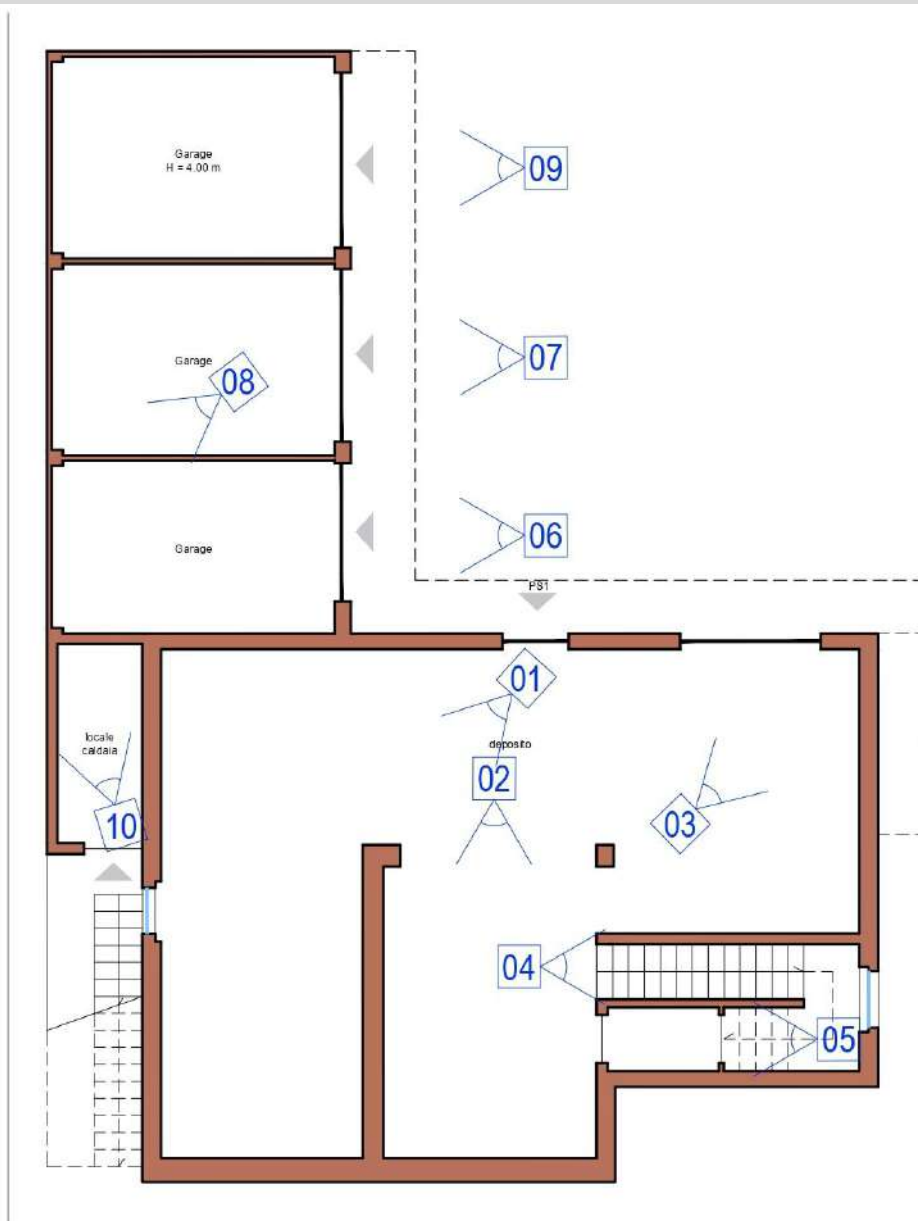 Garage
H = 4.00 m
09
Garage
07
08
Garage
06
PS1
01
locale
caldaia
deposito
02
03
10
04
05